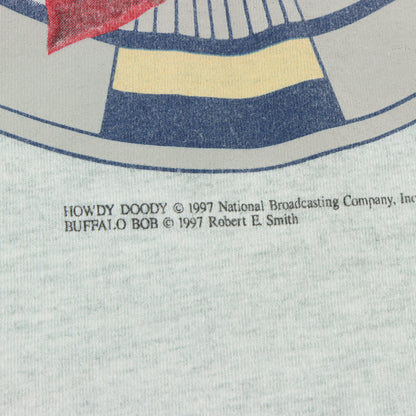 HOWDY DOODY © 1997 National Broadcasting Company, Inc
BUFFALO BOB © 1997 Robert E. Smith